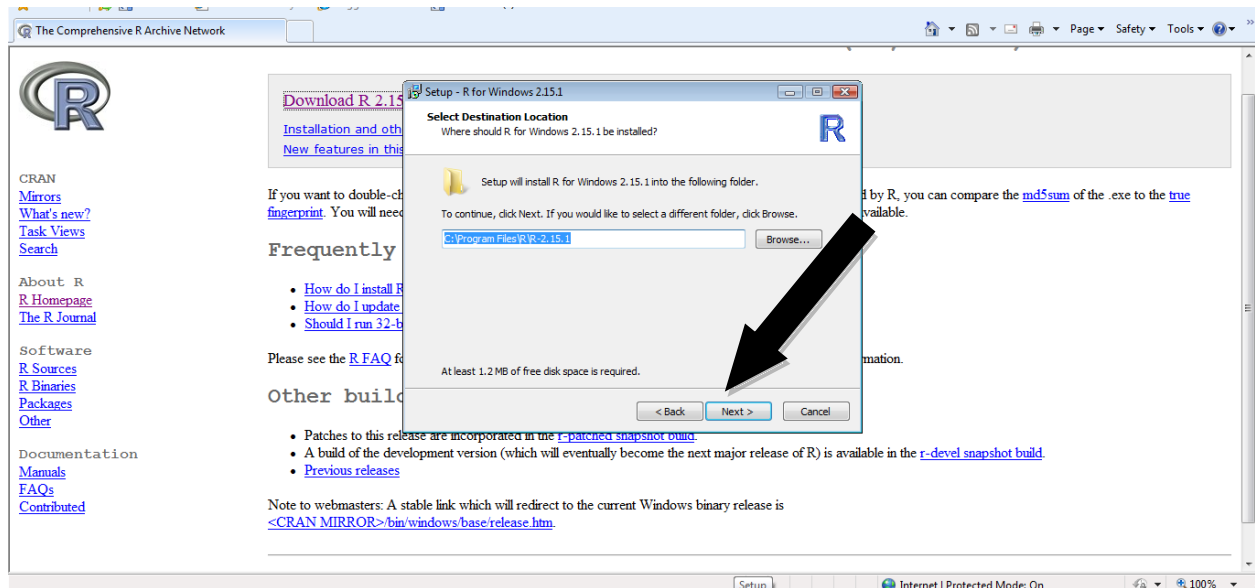 The Comprehensive R Archive Network
Page Safety Tools
R
CRAN
Mirrors
What's new?
Task Views
Search
About R
R Homepage
The R Journal
Software
R Sources
R Binaries
Packages
Other
Documentation
Manuals
FAQs
Contributed
Download R 2.15
Installation and oth
New features in this
If you want to double-ch
d by R, you can compare the md5sum of the .exe to the true
fingerprint. You will need
vailable.
Frequently
How do I install R
How do I update
Should I run 32-b
Please see the R FAQ fo
mation.
Other build
Patches to this release are incorporated in the r-patched snapshot build.
A build of the development version (which will eventually become the next major release of R) is available in the r-devel snapshot build.
Previous releases
Note to webmasters: A stable link which will redirect to the current Windows binary release is
<CRAN MIRROR>/bin/windows/base/release.htm.
Setup - R for Windows 2.15.1
Select Destination Location
Where should R for Windows 2.15.1 be installed?
R
Setup will install R for Windows 2.15.1 into the following folder.
To continue, click Next. If you would like to select a different folder, click Browse.
C:\Program Files\R\R-2.15.1
Browse...
At least 1.2 MB of free disk space is required.
< Back Next > Cancel
Setup
Internet | Protected Mode: On
100%